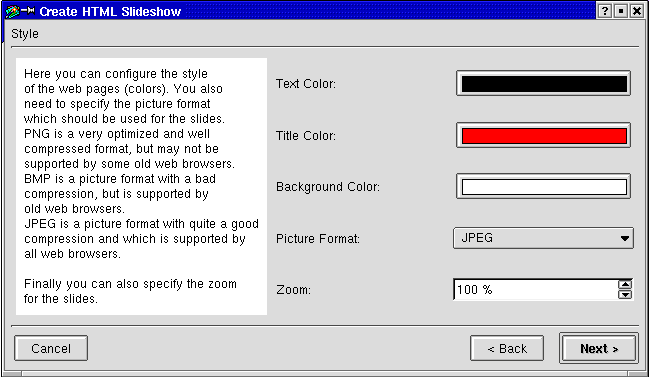 Create HTML Slideshow
Style
Here you can configure the style
of the web pages (colors). You also
need to specify the picture format
which should be used for the slides.
PNG is a very optimized and well
compressed format, but may not be
supported by some old web browsers.
BMP is a picture format with a bad
compression, but is supported by
old web browsers.
JPEG is a picture format with quite a good
compression and which is supported by
all web browsers.
Finally you can also specify the zoom
for the slides.
Text Color:
Title Color:
Background Color:
Picture Format: JPEG
Zoom: 100 %
Cancel < Back Next >